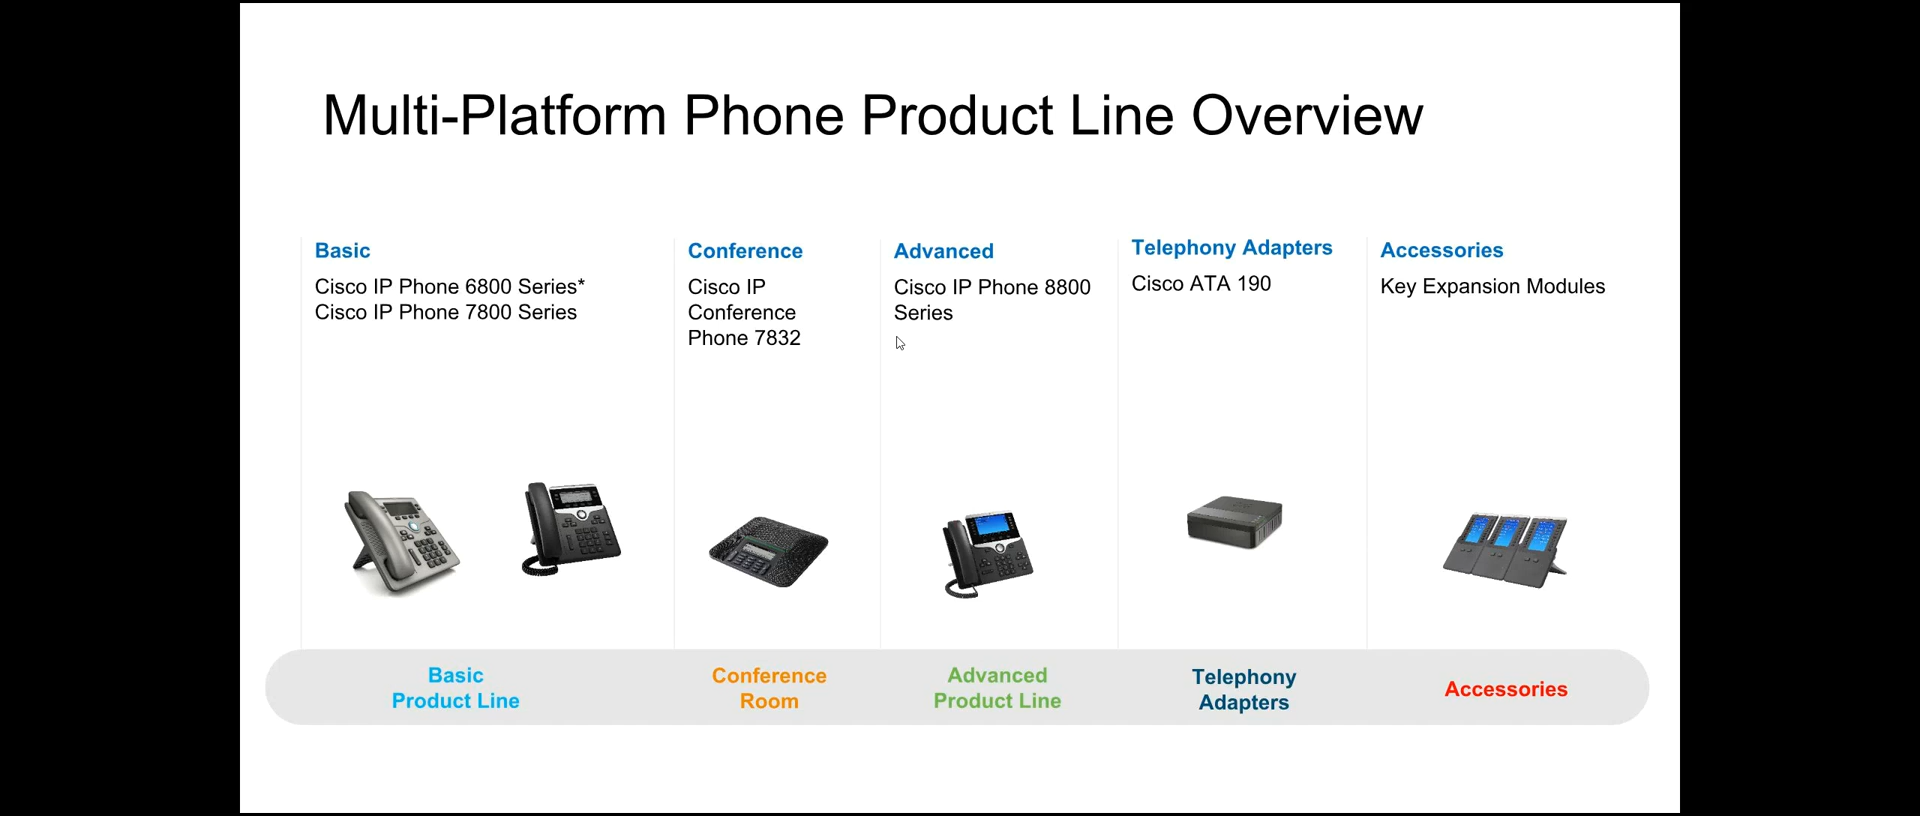 Multi-Platform Phone Product Line Overview
Basic
Cisco IP Phone 6800 Series*
Cisco IP Phone 7800 Series
Conference
Cisco IP
Conference
Phone 7832
Advanced
Cisco IP Phone 8800
Series
Telephony Adapters
Cisco ATA 190
Accessories
Key Expansion Modules
Basic
Product Line
Conference
Room
Advanced
Product Line
Telephony
Adapters
Accessories